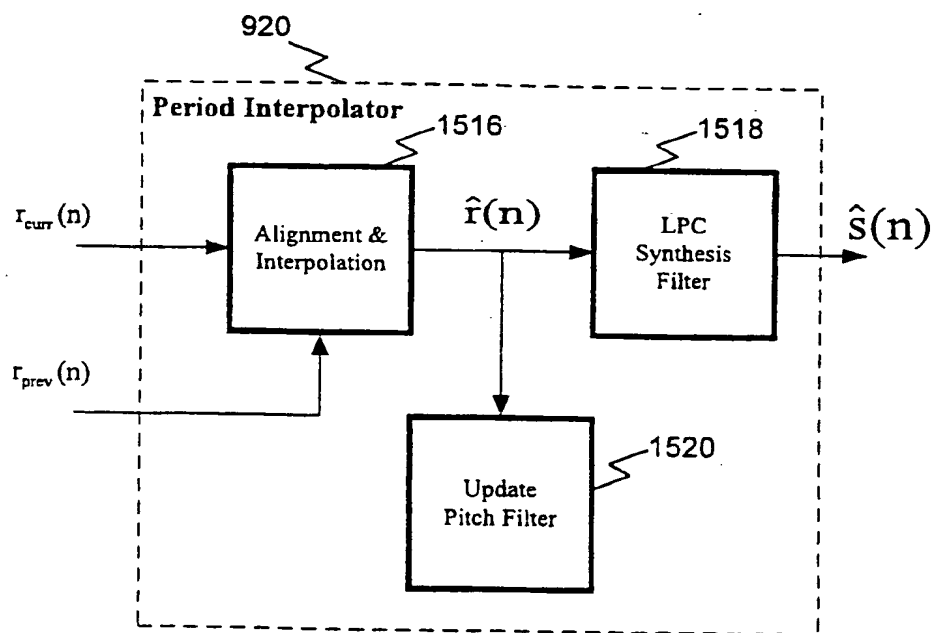 920
Period Interpolator
1516
1518
r_curr(n)
Alignment &
Interpolation
r̂(n)
LPC
Synthesis
Filter
ŝ(n)
r_prev(n)
1520
Update
Pitch Filter